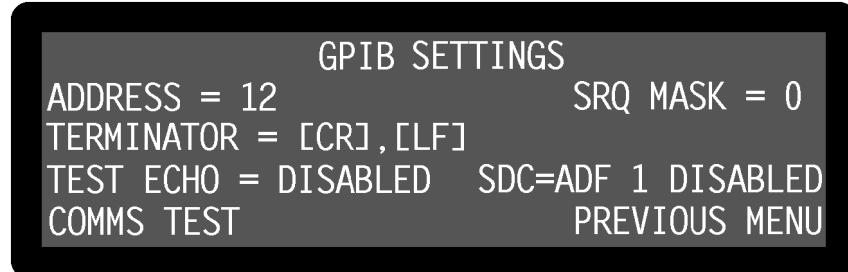 GPIB SETTINGS
ADDRESS = 12 SRQ MASK = 0
TERMINATOR = [CR],[LF]
TEST ECHO = DISABLED SDC=ADF 1 DISABLED
COMMS TEST PREVIOUS MENU